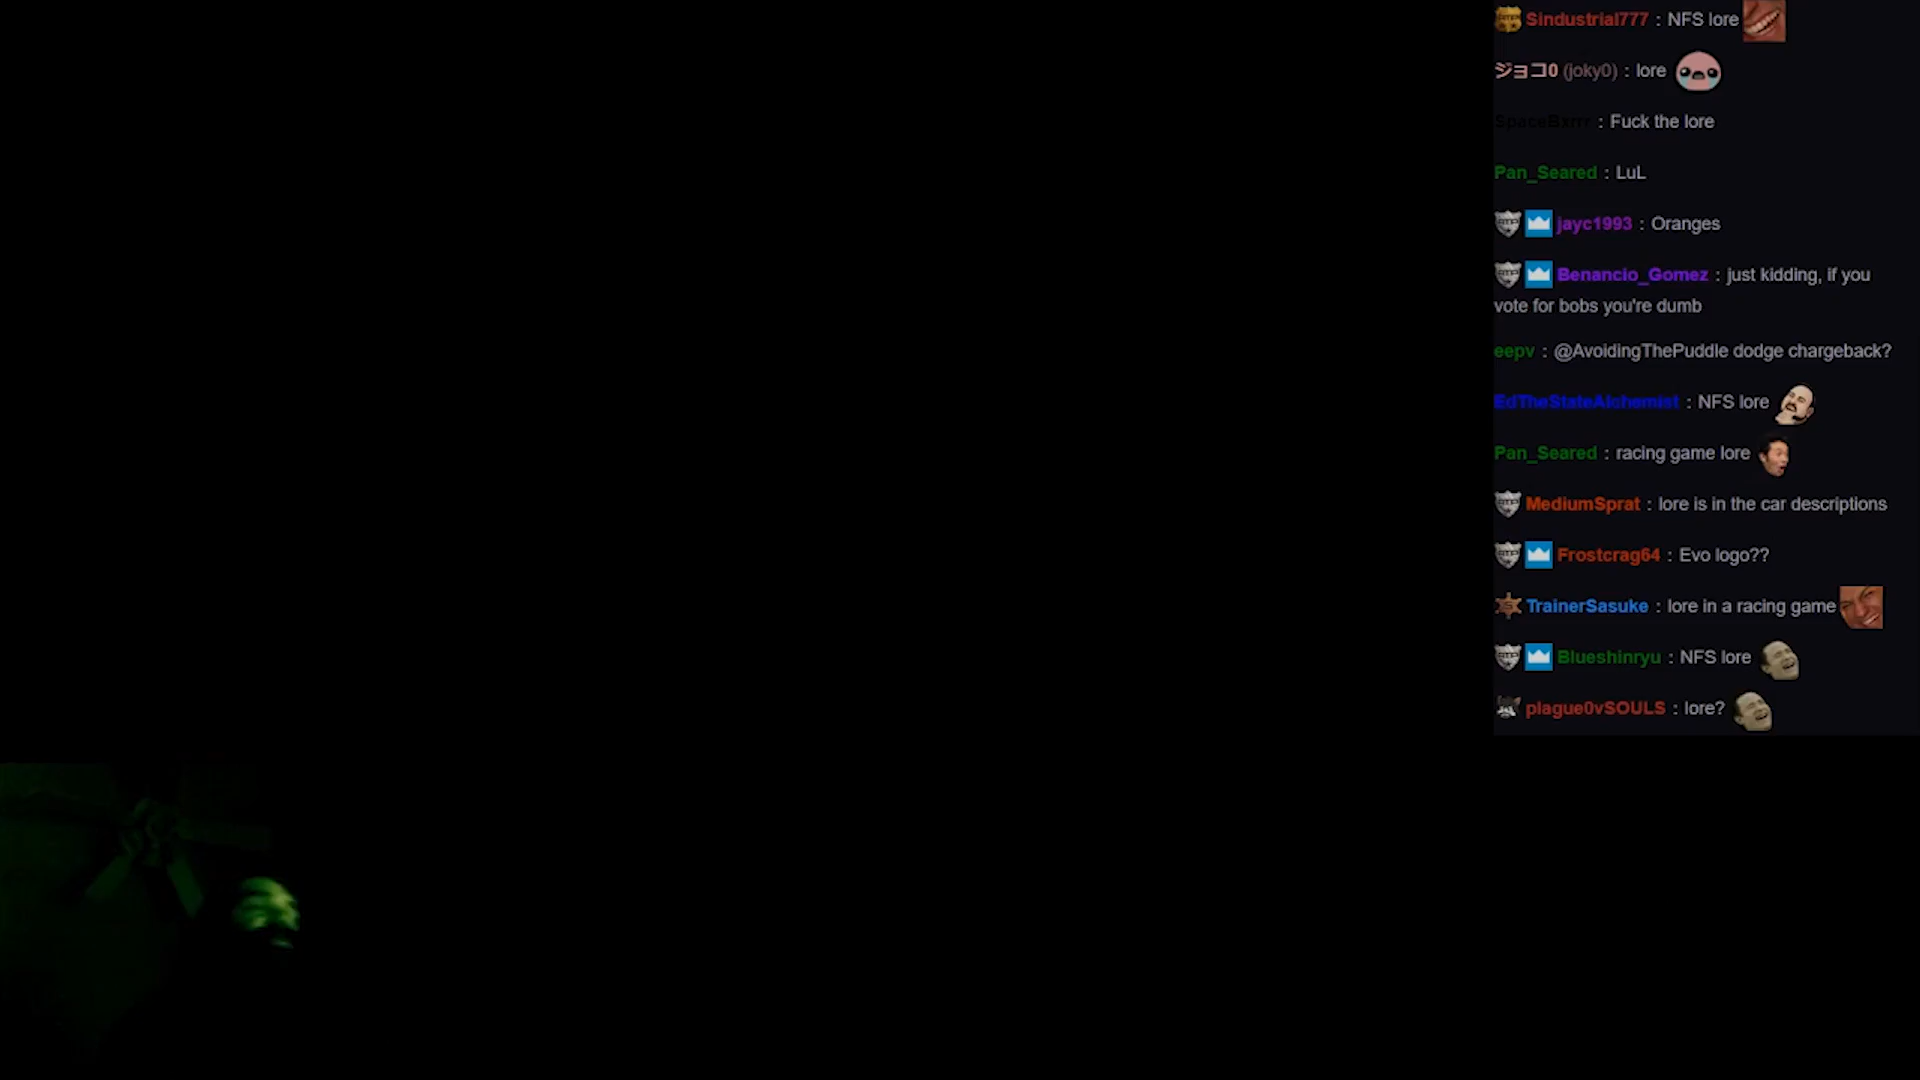 Sindustrial777 : NFS lore
ジョコ0 (joky0) : lore
SpaceBxrrr : Fuck the lore
Pan_Seared : LuL
jayc1993 : Oranges
Benancio_Gomez : just kidding, if you
vote for bobs you're dumb
eepv : @AvoidingThePuddle dodge chargeback?
EdTheStateAlchemist : NFS lore
Pan_Seared : racing game lore
MediumSprat : lore is in the car descriptions
Frostcrag64 : Evo logo??
TrainerSasuke : lore in a racing game
Blueshinryu : NFS lore
plague0vSOULS : lore?